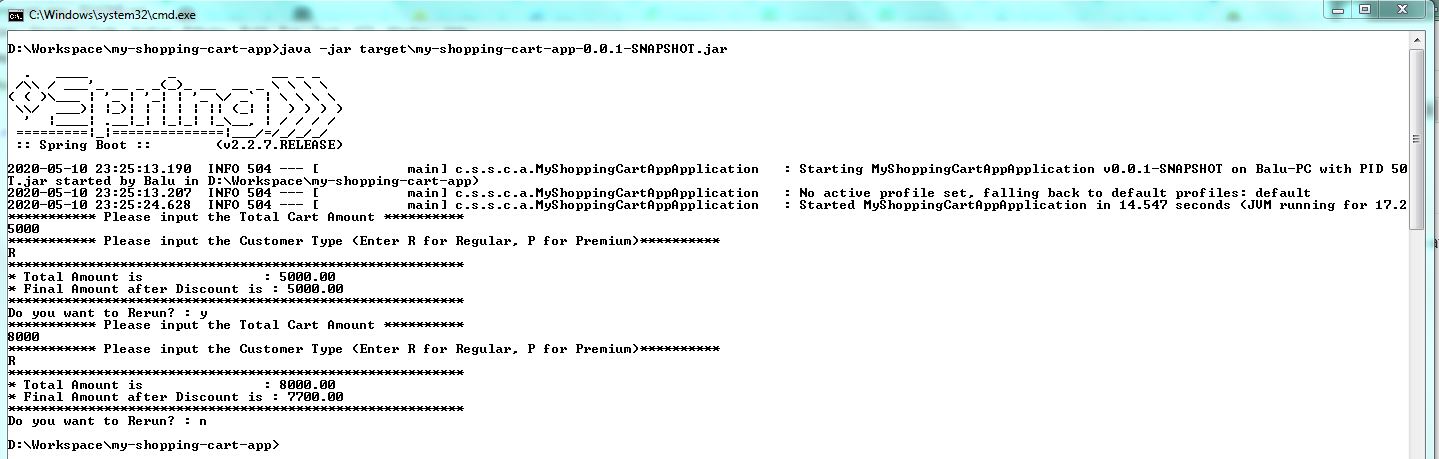 C:\Windows\system32\cmd.exe
D:\Workspace\my-shopping-cart-app>java -jar target\my-shopping-cart-app-0.0.1-SNAPSHOT.jar
Spring
:: Spring Boot ::        (v2.2.7.RELEASE)
2020-05-10 23:25:13.190  INFO 504 --- [           main] c.s.s.c.a.MyShoppingCartAppApplication   : Starting MyShoppingCartAppApplication v0.0.1-SNAPSHOT on Balu-PC with PID 50
T.jar started by Balu in D:\Workspace\my-shopping-cart-app>
2020-05-10 23:25:13.207  INFO 504 --- [           main] c.s.s.c.a.MyShoppingCartAppApplication   : No active profile set, falling back to default profiles: default
2020-05-10 23:25:24.628  INFO 504 --- [           main] c.s.s.c.a.MyShoppingCartAppApplication   : Started MyShoppingCartAppApplication in 14.547 seconds (JVM running for 17.2
*********** Please input the Total Cart Amount **********
5000
*********** Please input the Customer Type (Enter R for Regular, P for Premium)**********
R
*********************************************************
* Total Amount is               : 5000.00
* Final Amount after Discount is : 5000.00
*********************************************************
Do you want to Rerun? : y
*********** Please input the Total Cart Amount **********
8000
*********** Please input the Customer Type (Enter R for Regular, P for Premium)**********
R
*********************************************************
* Total Amount is               : 8000.00
* Final Amount after Discount is : 7700.00
*********************************************************
Do you want to Rerun? : n
D:\Workspace\my-shopping-cart-app>